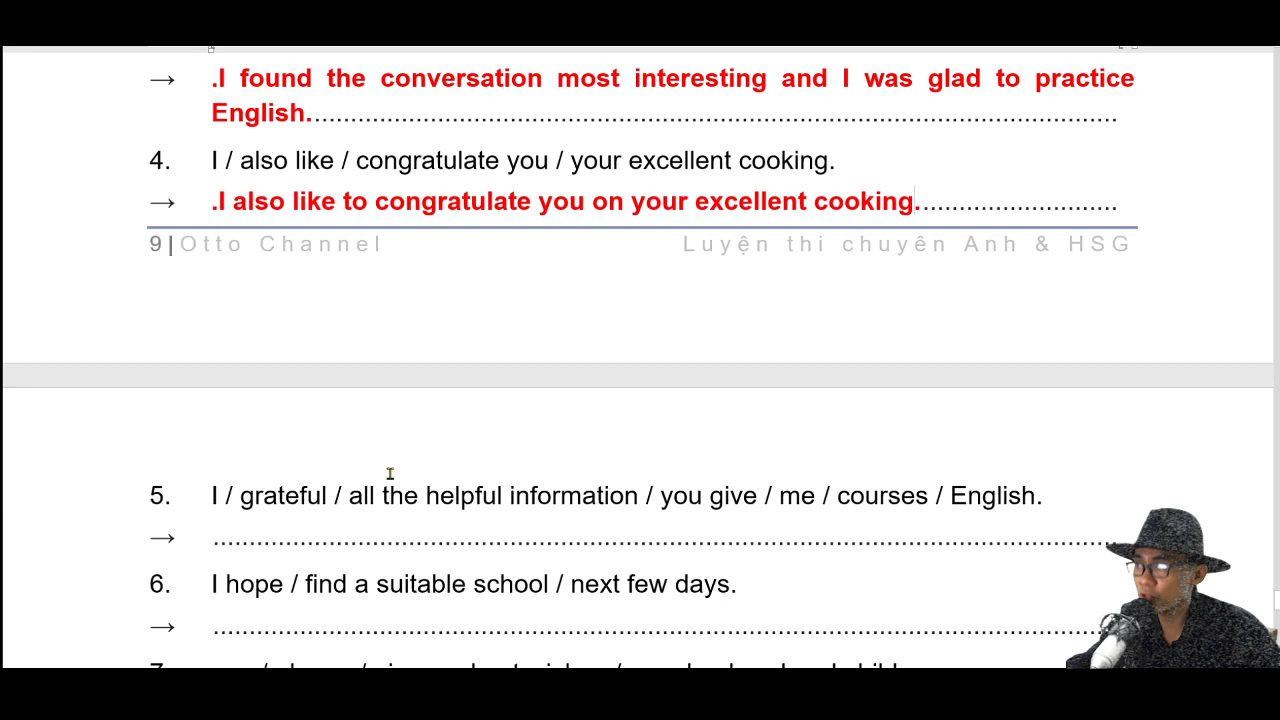 → .I found the conversation most interesting and I was glad to practice
English..............................................................................................................
4. I / also like / congratulate you / your excellent cooking.
→ .I also like to congratulate you on your excellent cooking............................
9|Otto Channel Luyện thi chuyên Anh & HSG
5. I / grateful / all the helpful information / you give / me / courses / English.
→ ............................................................................................................................
6. I hope / find a suitable school / next few days.
→ ............................................................................................................................